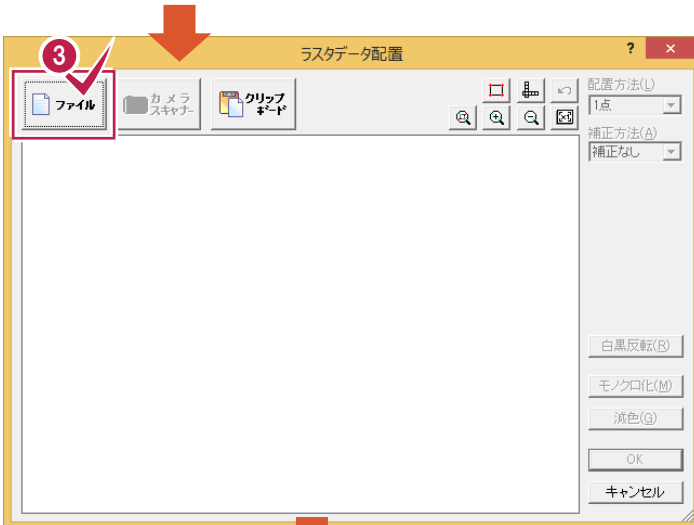 3
ラスタデータ配置
?
×
ファイル
カメラ
スキャナー
クリップ
ボード
配置方法(L)
1点
補正方法(A)
補正なし
白黒反転(R)
モノクロ化(M)
減色(G)
OK
キャンセル